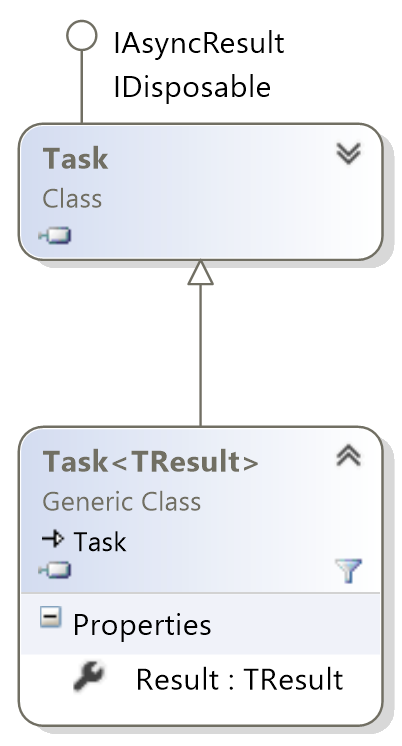 IAsyncResult
IDisposable
Task
Class
Task<TResult>
Generic Class
Task
Properties
Result : TResult